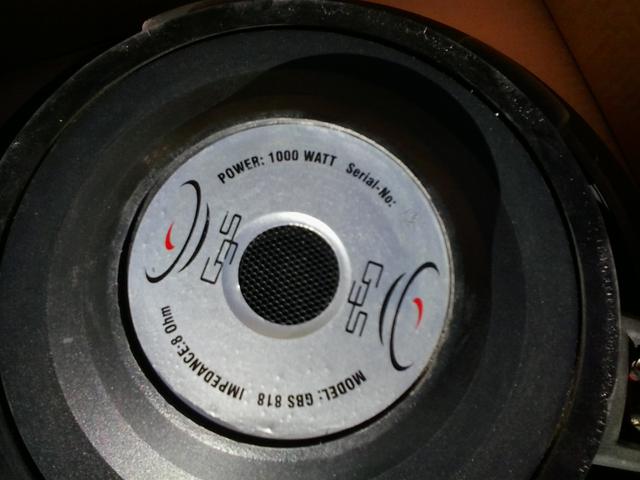 POWER: 1000 WATT Serial-No:
GBS
GBS
MODEL: GBS 818 IMPEDANCE:8 Ohm